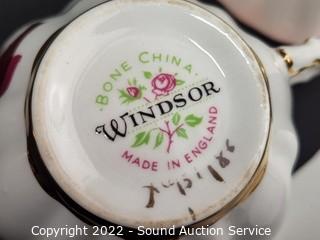 BONE CHINA
WINDSOR
MADE IN ENGLAND
Copyright 2022 - Sound Auction Service